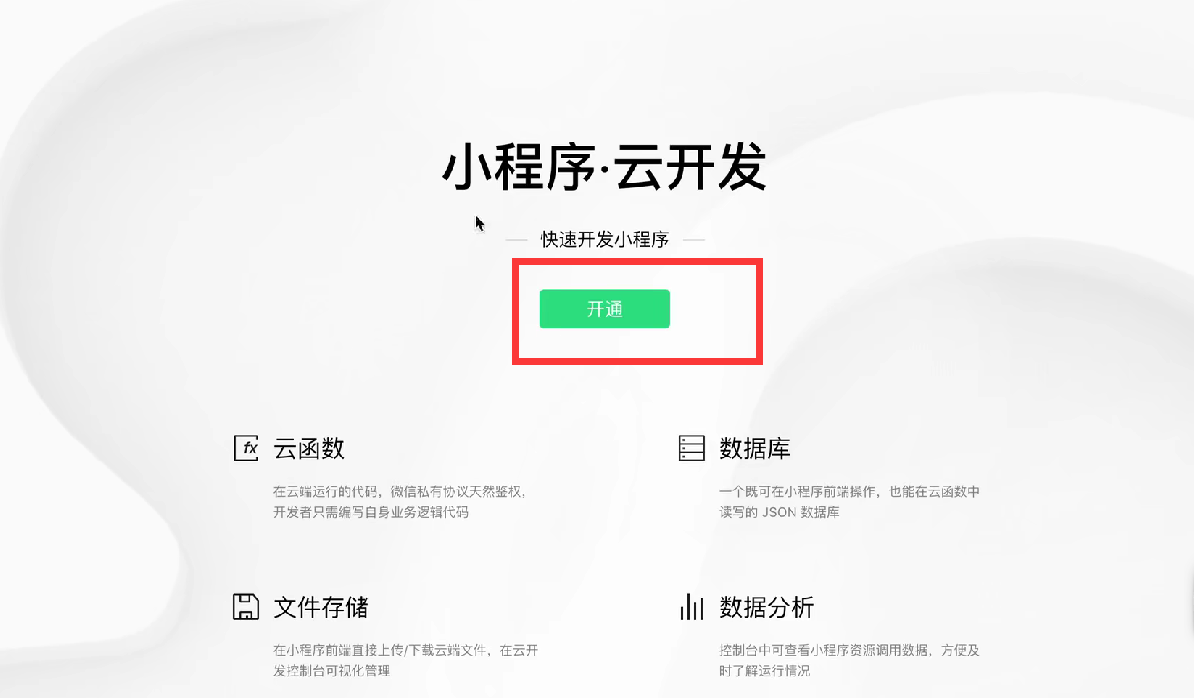 小程序·云开发
快速开发小程序
开通
fx 云函数
在云端运行的代码，微信私有协议天然鉴权，
开发者只需编写自身业务逻辑代码
数据库
一个既可在小程序前端操作，也能在云函数中
读写的 JSON 数据库
文件存储
在小程序前端直接上传/下载云端文件，在云开
发控制台可视化管理
数据分析
控制台中可查看小程序资源调用数据，方便及
时了解运行情况